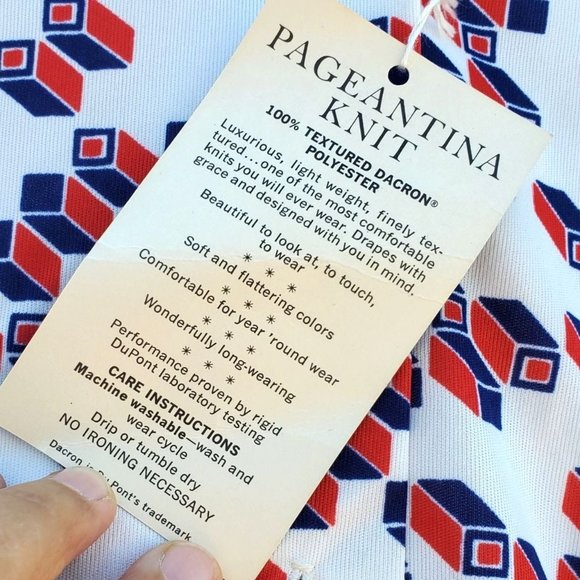 PAGEANTINA
KNIT
100% TEXTURED DACRON®
POLYESTER
Luxurious, light weight, finely tex-
tured...one of the most comfortable
knits you will ever wear. Drapes with
grace and designed with you in mind.
Beautiful to look at, to touch,
to wear
* * *
Soft and flattering colors
* * *
Comfortable for year 'round wear
* * *
Wonderfully long-wearing
* * *
Performance proven by rigid
DuPont laboratory testing
CARE INSTRUCTIONS
Machine washable—wash and
wear cycle
Drip or tumble dry
NO IRONING NECESSARY
Dacron is DuPont's trademark